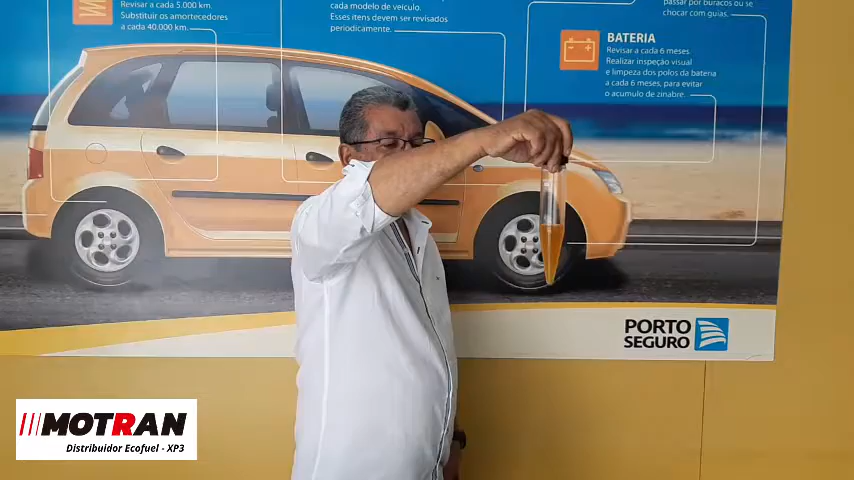 Revisar a cada 5.000 km.
Substituir os amortecedores
a cada 40.000 km.
modelo de veículo.
Esses itens devem ser revisados
periodicamente.
passar por buracos ou se
chocar com guias.
BATERIA
Revisar a cada 6 meses.
Realizar inspeção visual
e limpeza dos polos da bateria
a cada 6 meses, para evitar
o acúmulo de zinabre.
PORTO
SEGURO
MOTRAN
Distribuidor Ecofuel - XP3